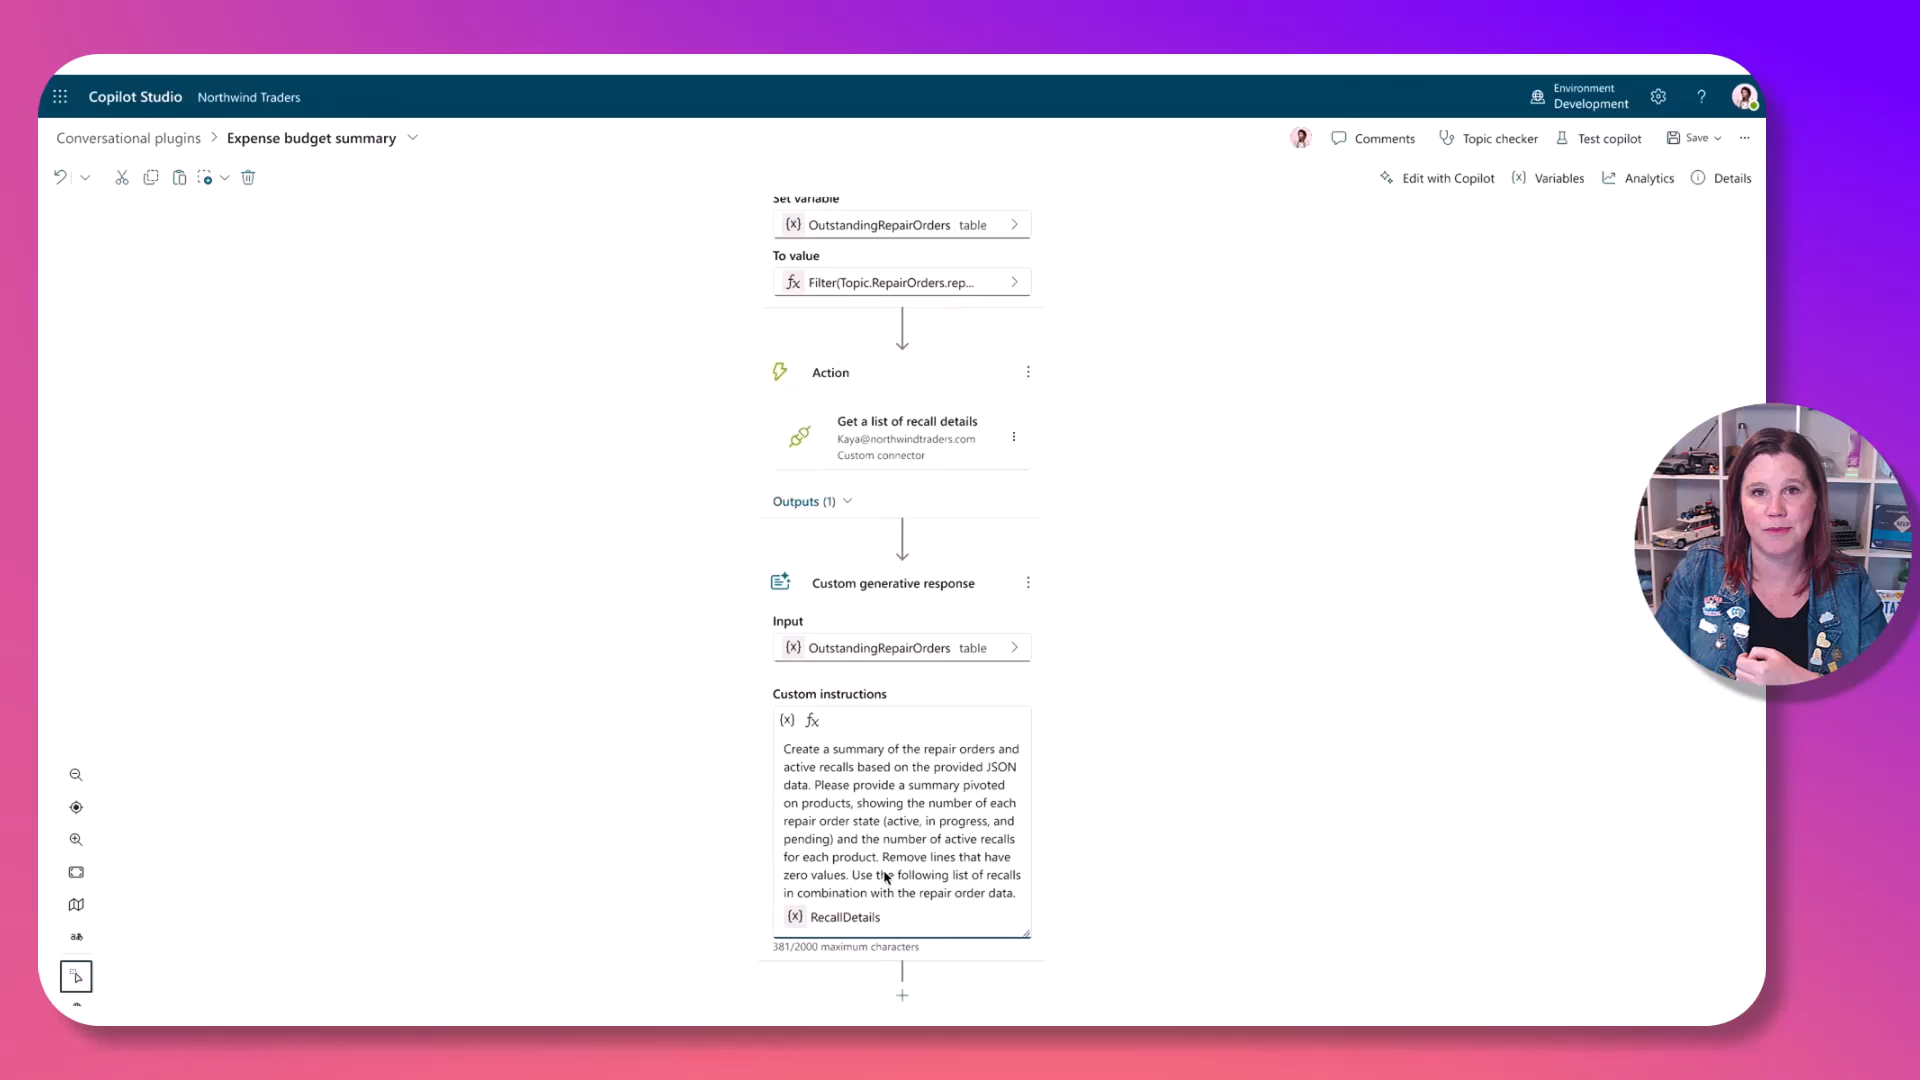 Copilot Studio
Northwind Traders
Environment
Development
?
Conversational plugins > Expense budget summary
Comments
Topic checker
Test copilot
Save
Edit with Copilot
{x} Variables
Analytics
Details
Set variable
{x} OutstandingRepairOrders table
To value
fx Filter(Topic.RepairOrders.rep...
Action
Get a list of recall details
Kaya@northwindtraders.com
Custom connector
Outputs (1)
Custom generative response
Input
{x} OutstandingRepairOrders table
Custom instructions
{x} fx
Create a summary of the repair orders and
active recalls based on the provided JSON
data. Please provide a summary pivoted
on products, showing the number of each
repair order state (active, in progress, and
pending) and the number of active recalls
for each product. Remove lines that have
zero values. Use the following list of recalls
in combination with the repair order data.
{x} RecallDetails
381/2000 maximum characters